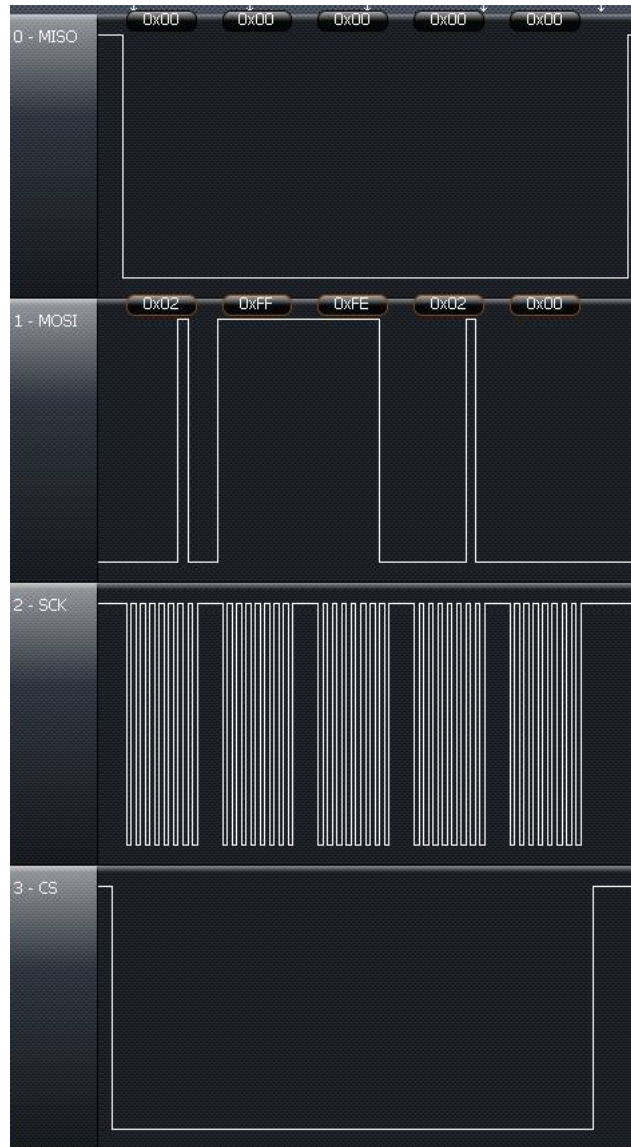 0x00 0x00 0x00 0x00 0x00
0 - MISO
0x02 0xFF 0xFE 0x02 0x00
1 - MOSI
2 - SCK
3 - CS